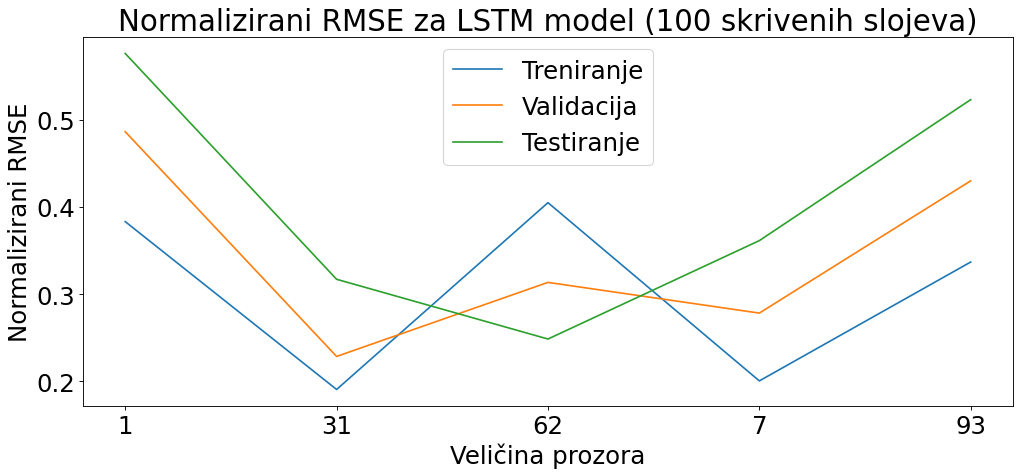 Normalizirani RMSE za LSTM model (100 skrivenih slojeva)
Treniranje
Validacija
Testiranje
Normalizirani RMSE
0.5
0.4
0.3
0.2
1 31 62 7 93
Veličina prozora